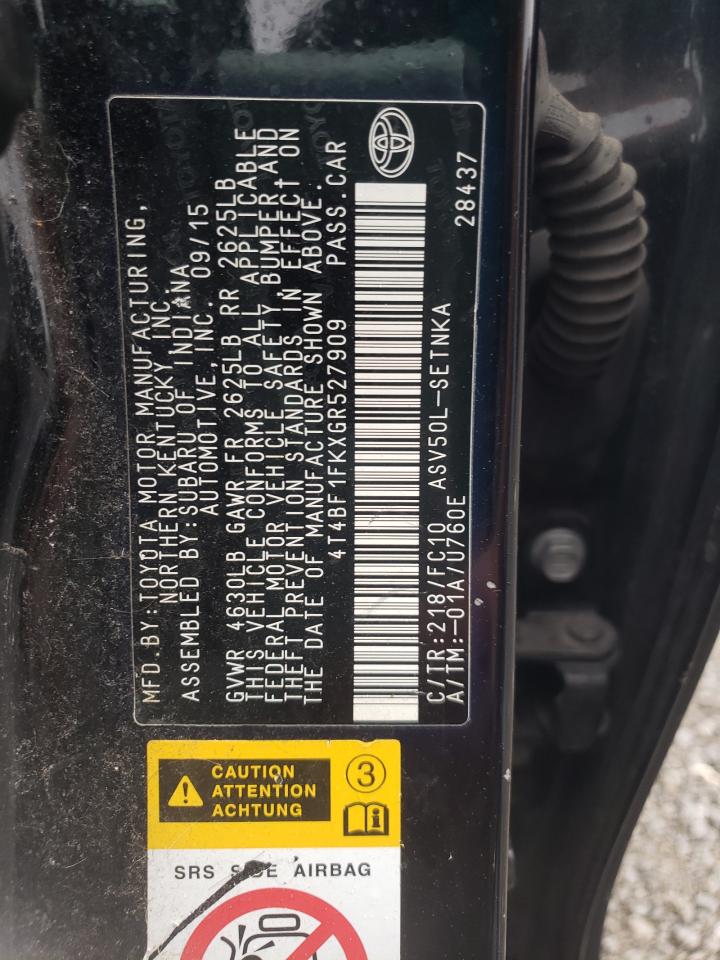 MFD.BY:TOYOTA MOTOR MANUFACTURING,
NORTHERN KENTUCKY, INC.
ASSEMBLED BY:SUBARU OF INDIANA
AUTOMOTIVE,INC. 09/15
GVWR 4630LB GAWR FR 2625LB RR 2625LB
THIS VEHICLE CONFORMS TO ALL APPLICABLE
FEDERAL MOTOR VEHICLE SAFETY, BUMPER AND
THEFT PREVENTION STANDARDS IN EFFECT ON
THE DATE OF MANUFACTURE SHOWN ABOVE.
4T4BF1FKXGR527909 PASS.CAR
C/TR:218/FC10 ASV50L-SETNKA
A/TM:-01A/U760E 28437
CAUTION
ATTENTION
ACHTUNG
3
SRS SIDE AIRBAG